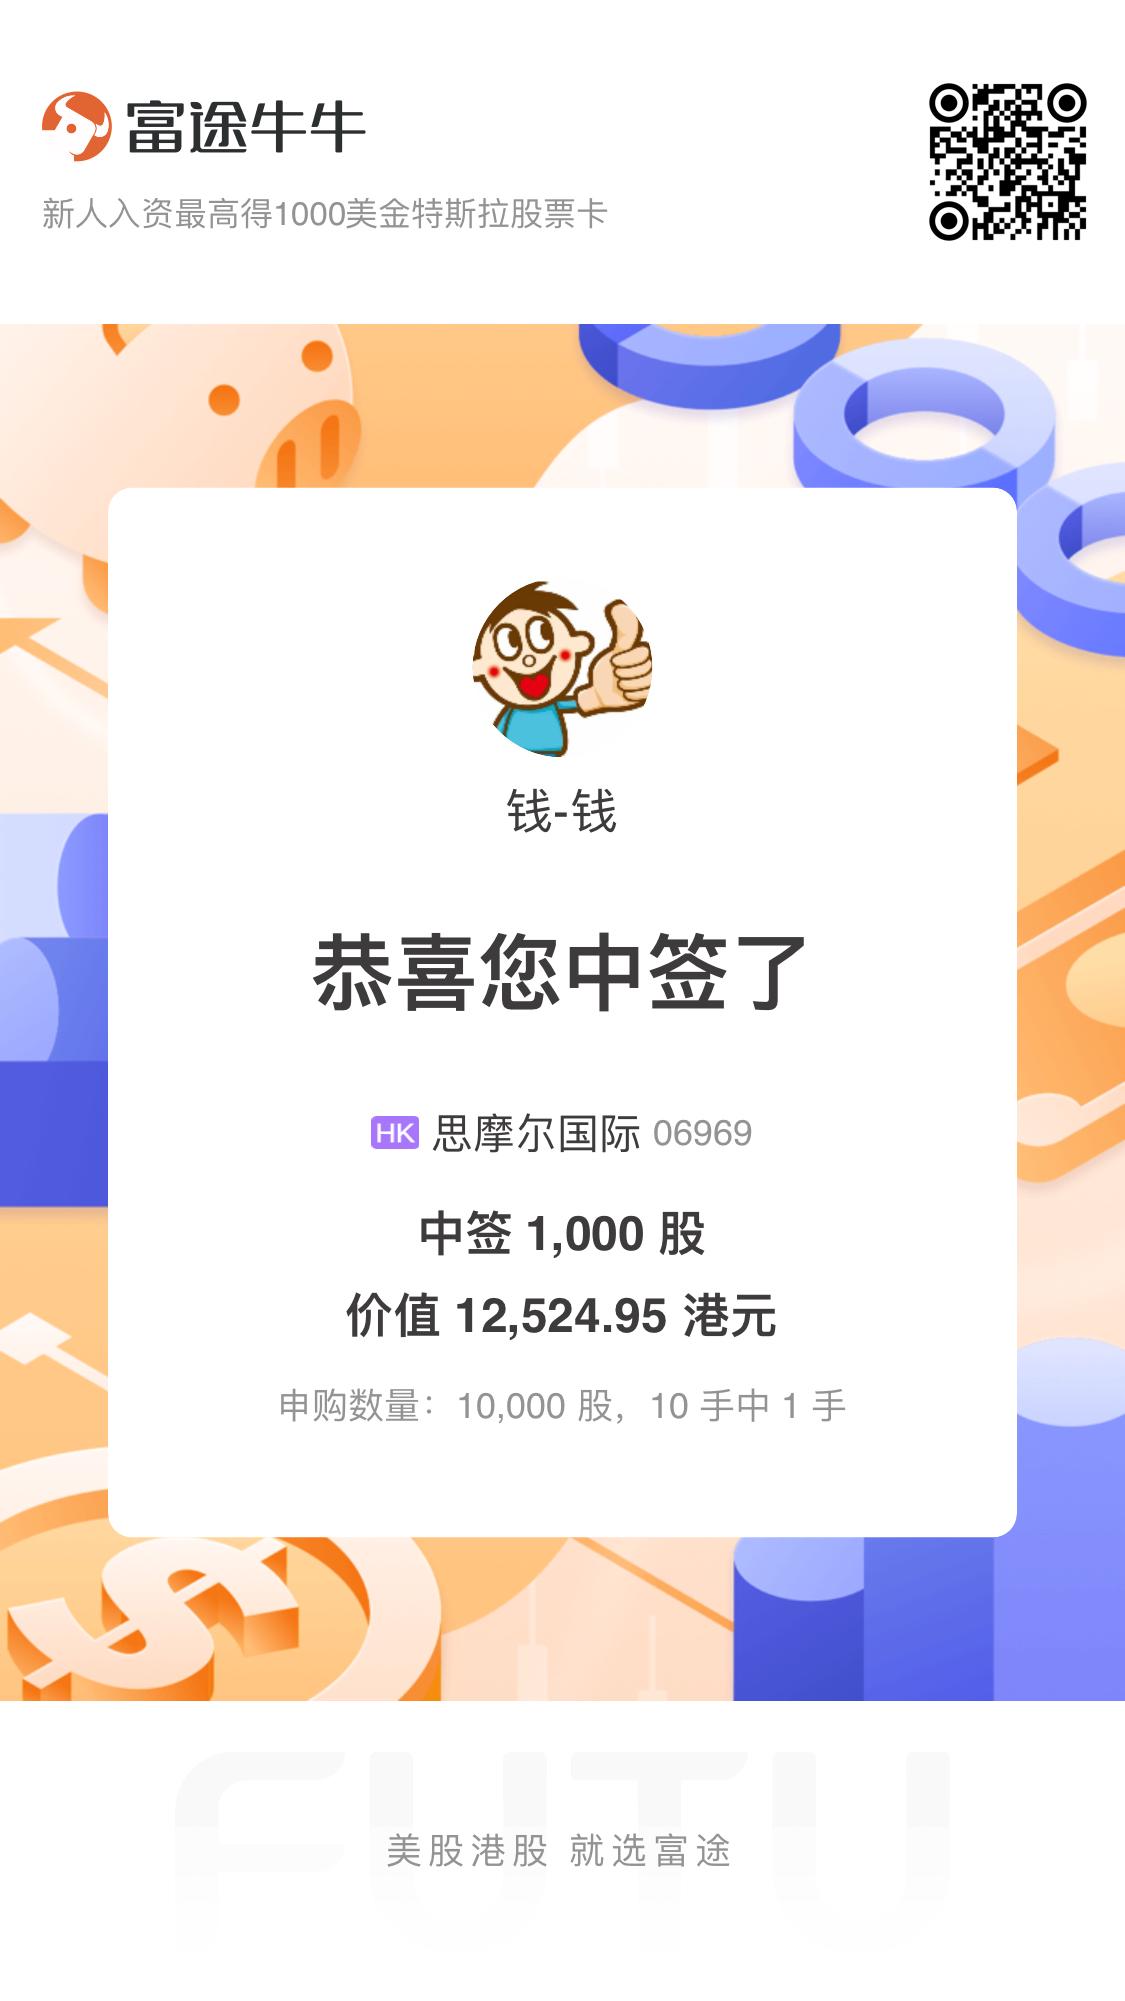 富途牛牛
新人入资最高得1000美金特斯拉股票卡
钱-钱
恭喜您中签了
HK 思摩尔国际 06969
中签 1,000 股
价值 12,524.95 港元
申购数量：10,000 股，10 手中 1 手
FUTU
美股港股 就选富途